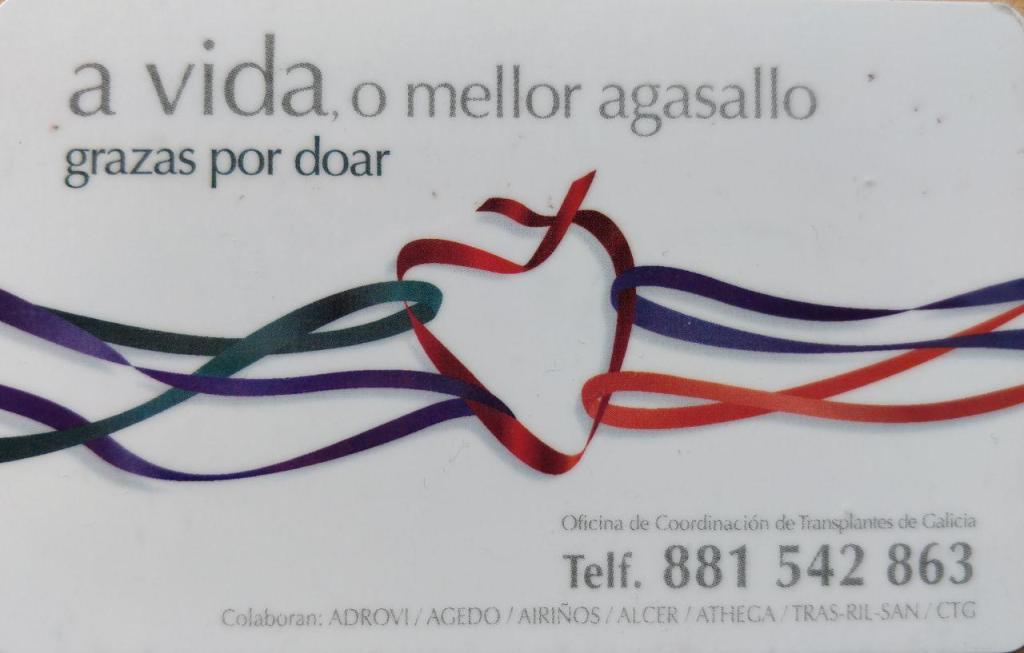 a vida, o mellor agasallo
grazas por doar
Oficina de Coordinación de Transplantes de Galicia
Telf. 881 542 863
Colaboran: ADROVI / AGEDO / AIRIÑOS / ALCER / ATHEGA / TRAS-RIL-SAN / CTG